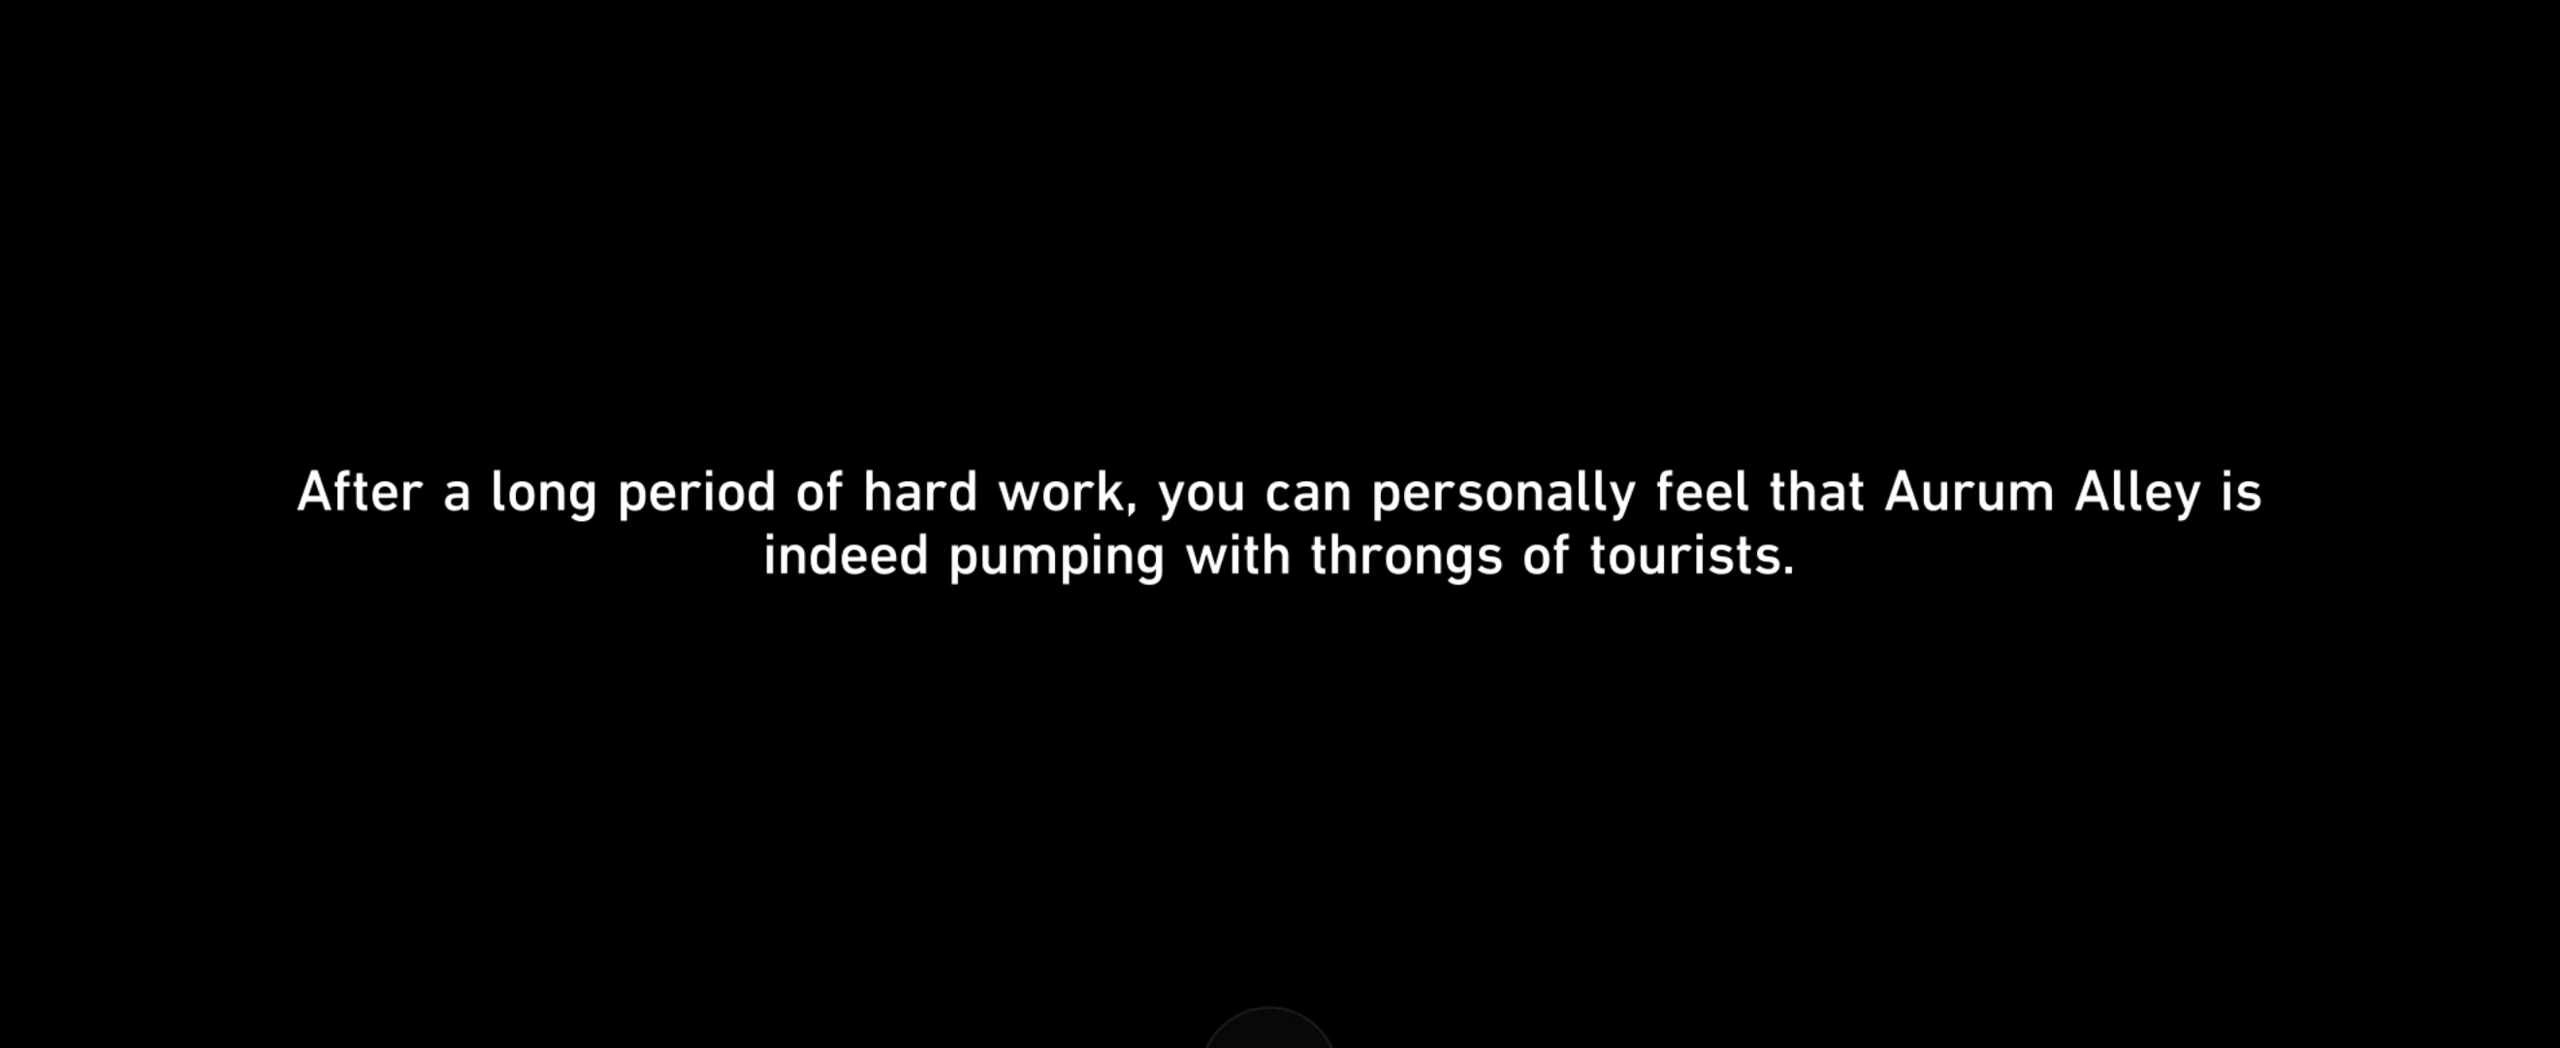 After a long period of hard work, you can personally feel that Aurum Alley is
indeed pumping with throngs of tourists.